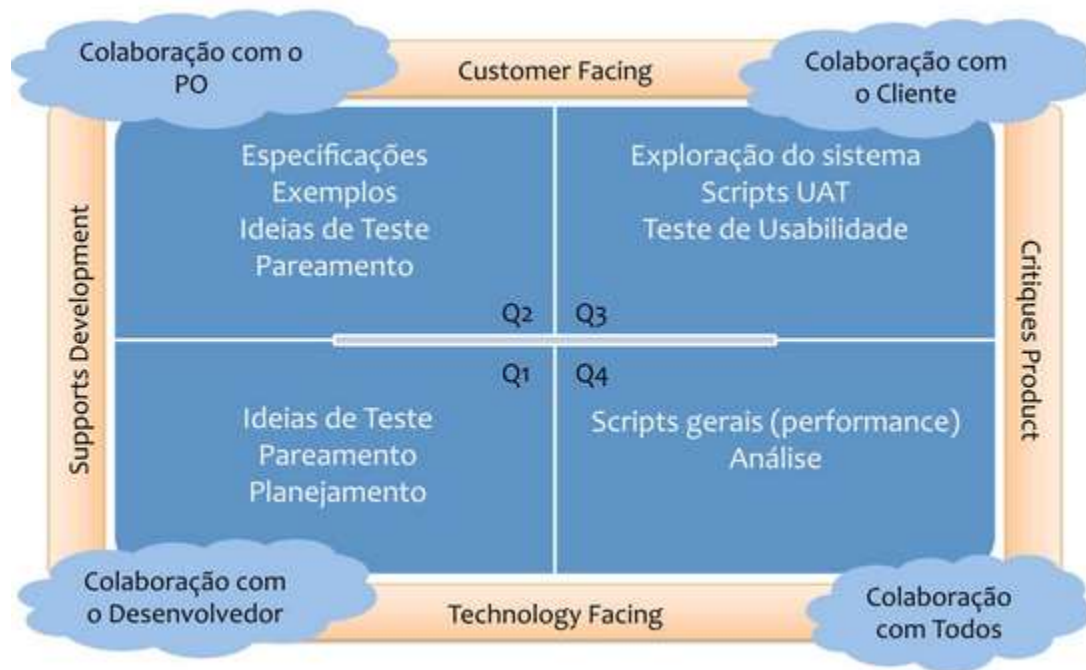 Colaboração com o
PO
Customer Facing
Colaboração com
o Cliente
Supports Development
Especificações
Exemplos
Ideias de Teste
Pareamento
Q2
Exploração do sistema
Scripts UAT
Teste de Usabilidade
Q3
Critiques Product
Q1
Ideias de Teste
Pareamento
Planejamento
Q4
Scripts gerais (performance)
Análise
Colaboração com
o Desenvolvedor
Technology Facing
Colaboração
com Todos